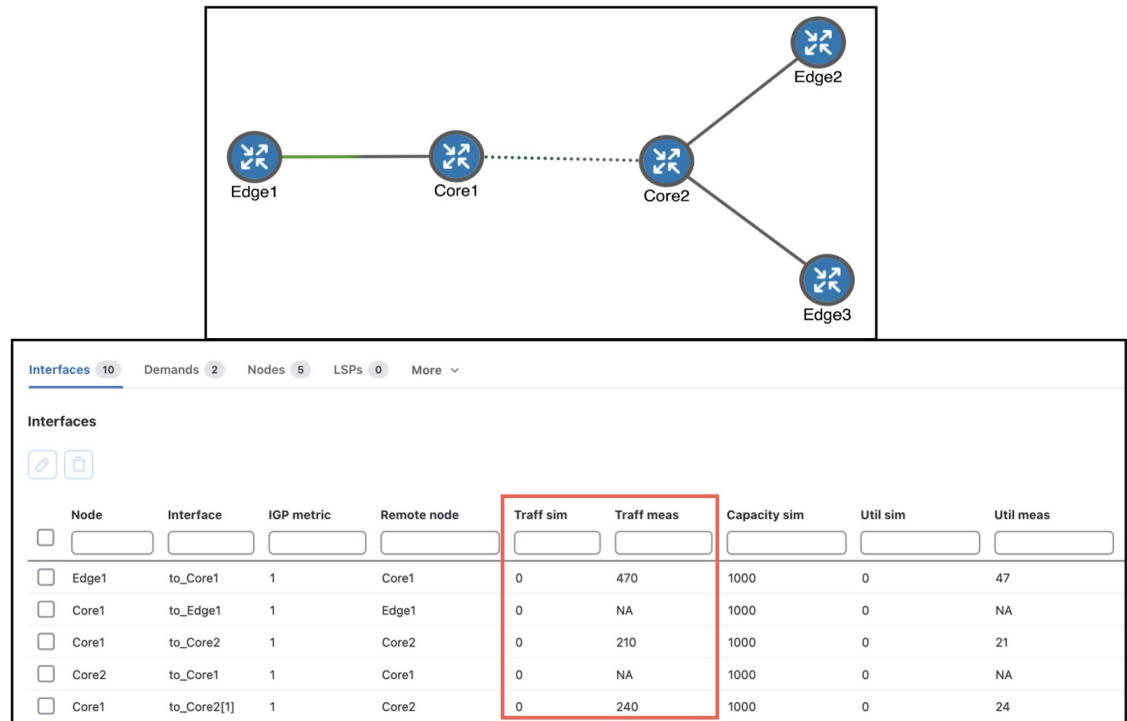 Edge2
Edge1
Core1
Core2
Edge3
Interfaces 10 Demands 2 Nodes 5 LSPs 0 More
Interfaces
Node Interface IGP metric Remote node Traff sim Traff meas Capacity sim Util sim Util meas
Edge1 to_Core1 1 Core1 0 470 1000 0 47
Core1 to_Edge1 1 Edge1 0 NA 1000 0 NA
Core1 to_Core2 1 Core2 0 210 1000 0 21
Core2 to_Core1 1 Core1 0 NA 1000 0 NA
Core1 to_Core2[1] 1 Core2 0 240 1000 0 24